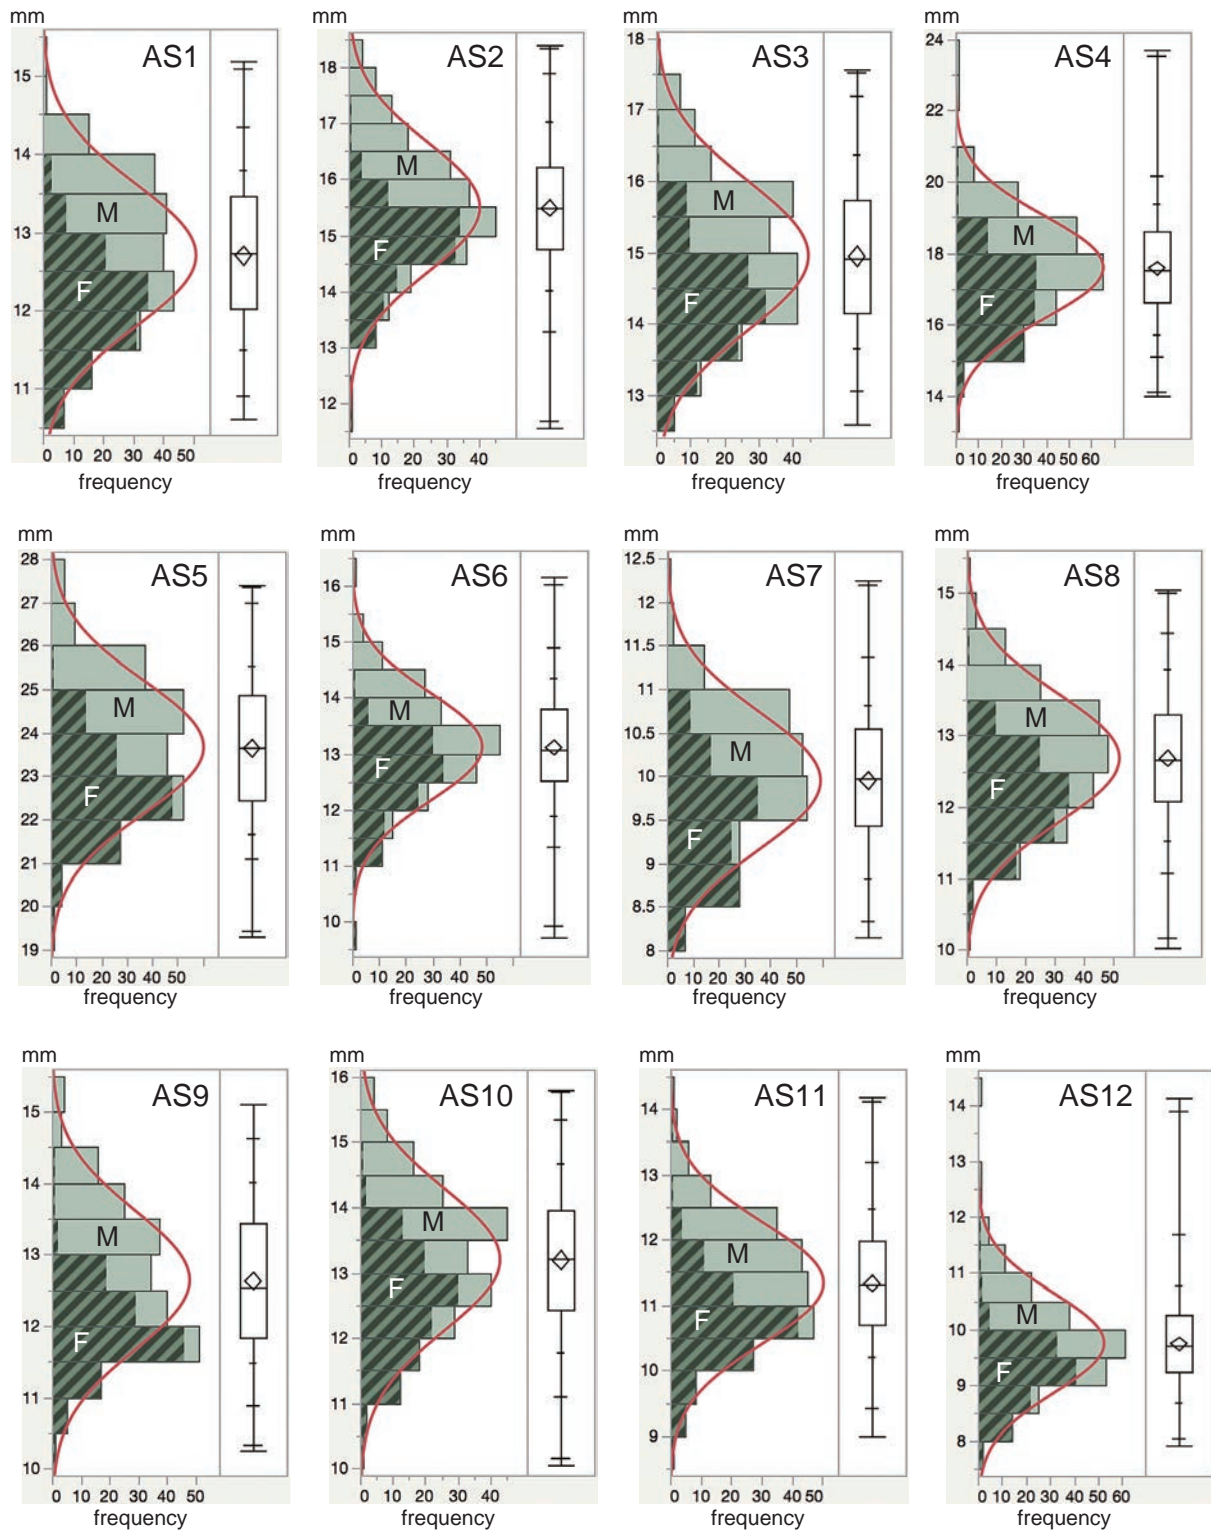 mm mm mm mm
AS1 AS2 AS3 AS4
15
14
13
12
11
M
F
0 10 20 30 40 50
frequency
18
17
16
15
14
13
12
M
F
0 10 20 30 40
frequency
18
17
16
15
14
13
M
F
0 10 20 30 40
frequency
24
22
20
18
16
14
M
F
0 10 20 30 40 50 60
frequency
mm mm mm mm
AS5 AS6 AS7 AS8
28
27
26
25
24
23
22
21
20
19
M
F
0 10 20 30 40 50
frequency
16
15
14
13
12
11
10
M
F
0 10 20 30 40 50
frequency
12.5
12
11.5
11
10.5
10
9.5
9
8.5
8
M
F
0 10 20 30 40 50
frequency
15
14
13
12
11
10
M
F
0 10 20 30 40 50
frequency
mm mm mm mm
AS9 AS10 AS11 AS12
15
14
13
12
11
10
M
F
0 10 20 30 40 50
frequency
16
15
14
13
12
11
10
M
F
0 10 20 30 40
frequency
14
13
12
11
10
9
M
F
0 10 20 30 40 50
frequency
14
13
12
11
10
9
8
M
F
0 10 20 30 40 50 60
frequency